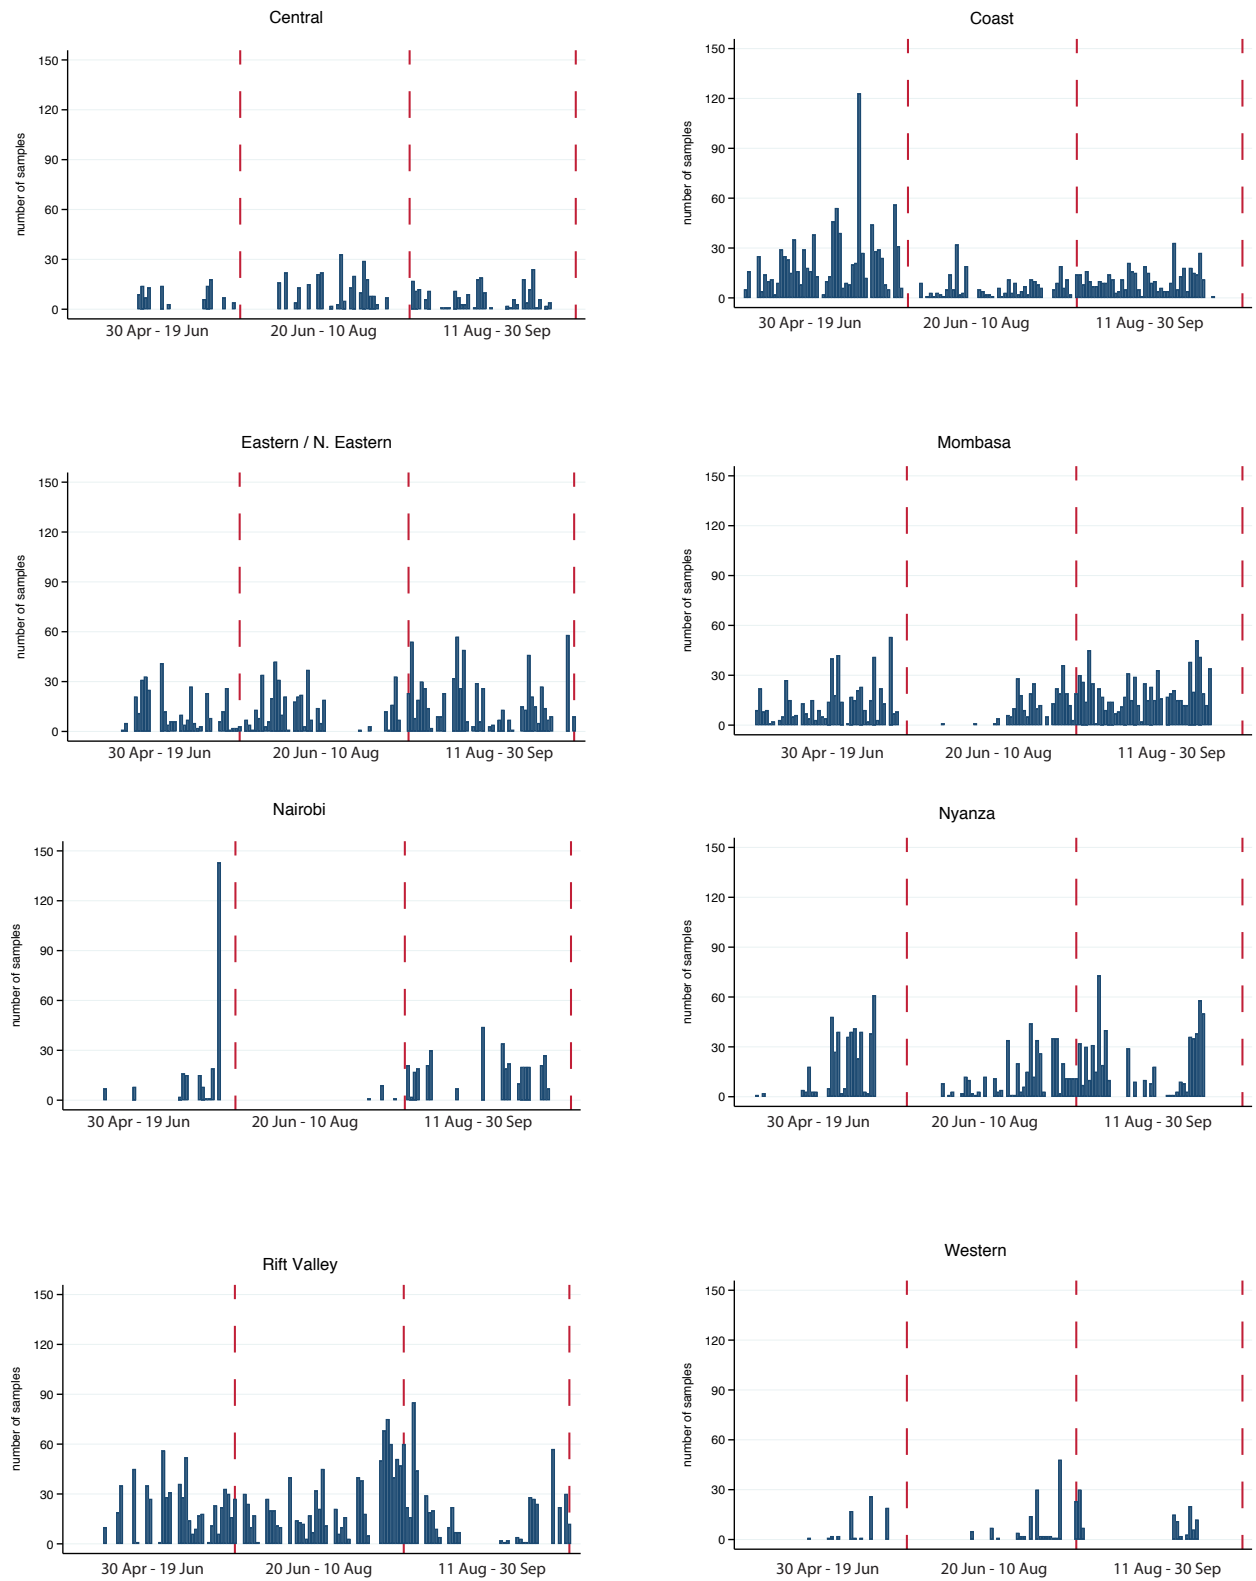 Central
150
120
90
60
30
0
number of samples
30 Apr - 19 Jun
20 Jun - 10 Aug
11 Aug - 30 Sep
Coast
150
120
90
60
30
0
number of samples
30 Apr - 19 Jun
20 Jun - 10 Aug
11 Aug - 30 Sep
Eastern / N. Eastern
150
120
90
60
30
0
number of samples
30 Apr - 19 Jun
20 Jun - 10 Aug
11 Aug - 30 Sep
Mombasa
150
120
90
60
30
0
number of samples
30 Apr - 19 Jun
20 Jun - 10 Aug
11 Aug - 30 Sep
Nairobi
150
120
90
60
30
0
number of samples
30 Apr - 19 Jun
20 Jun - 10 Aug
11 Aug - 30 Sep
Nyanza
150
120
90
60
30
0
number of samples
30 Apr - 19 Jun
20 Jun - 10 Aug
11 Aug - 30 Sep
Rift Valley
150
120
90
60
30
0
number of samples
30 Apr - 19 Jun
20 Jun - 10 Aug
11 Aug - 30 Sep
Western
150
120
90
60
30
0
number of samples
30 Apr - 19 Jun
20 Jun - 10 Aug
11 Aug - 30 Sep